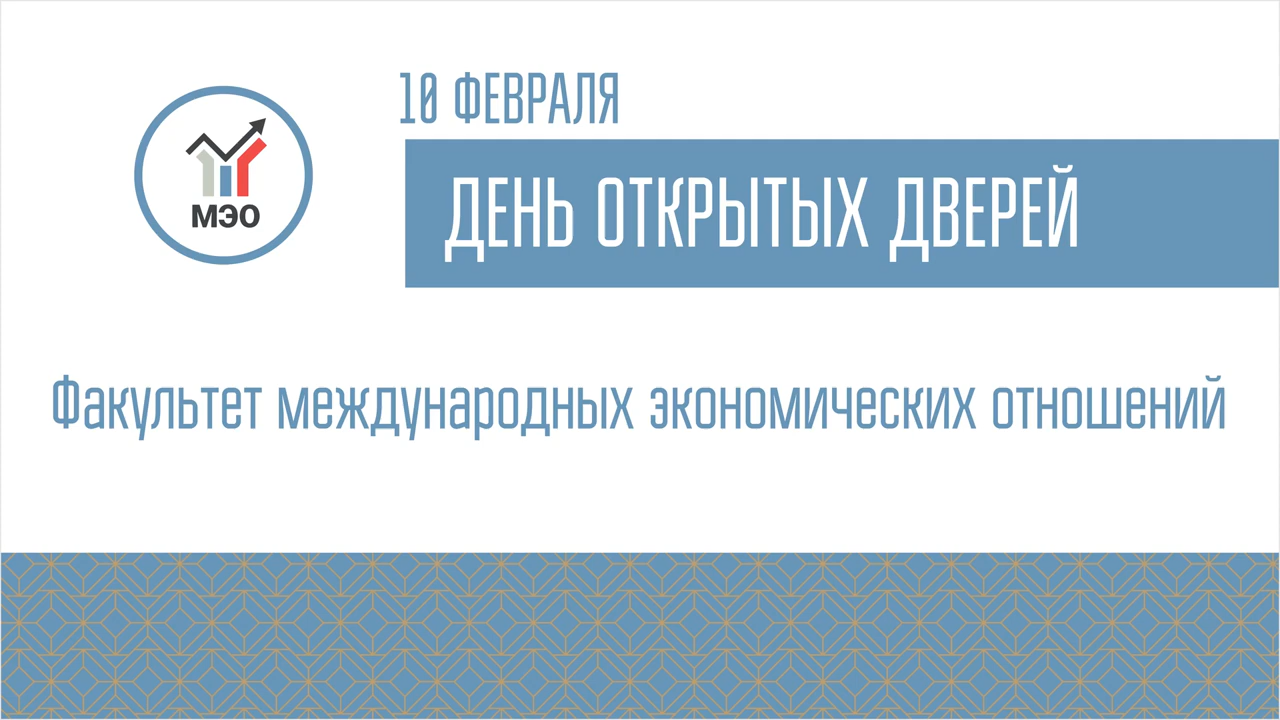 10 ФЕВРАЛЯ
ДЕНЬ ОТКРЫТЫХ ДВЕРЕЙ
МЭО
Факультет международных экономических отношений